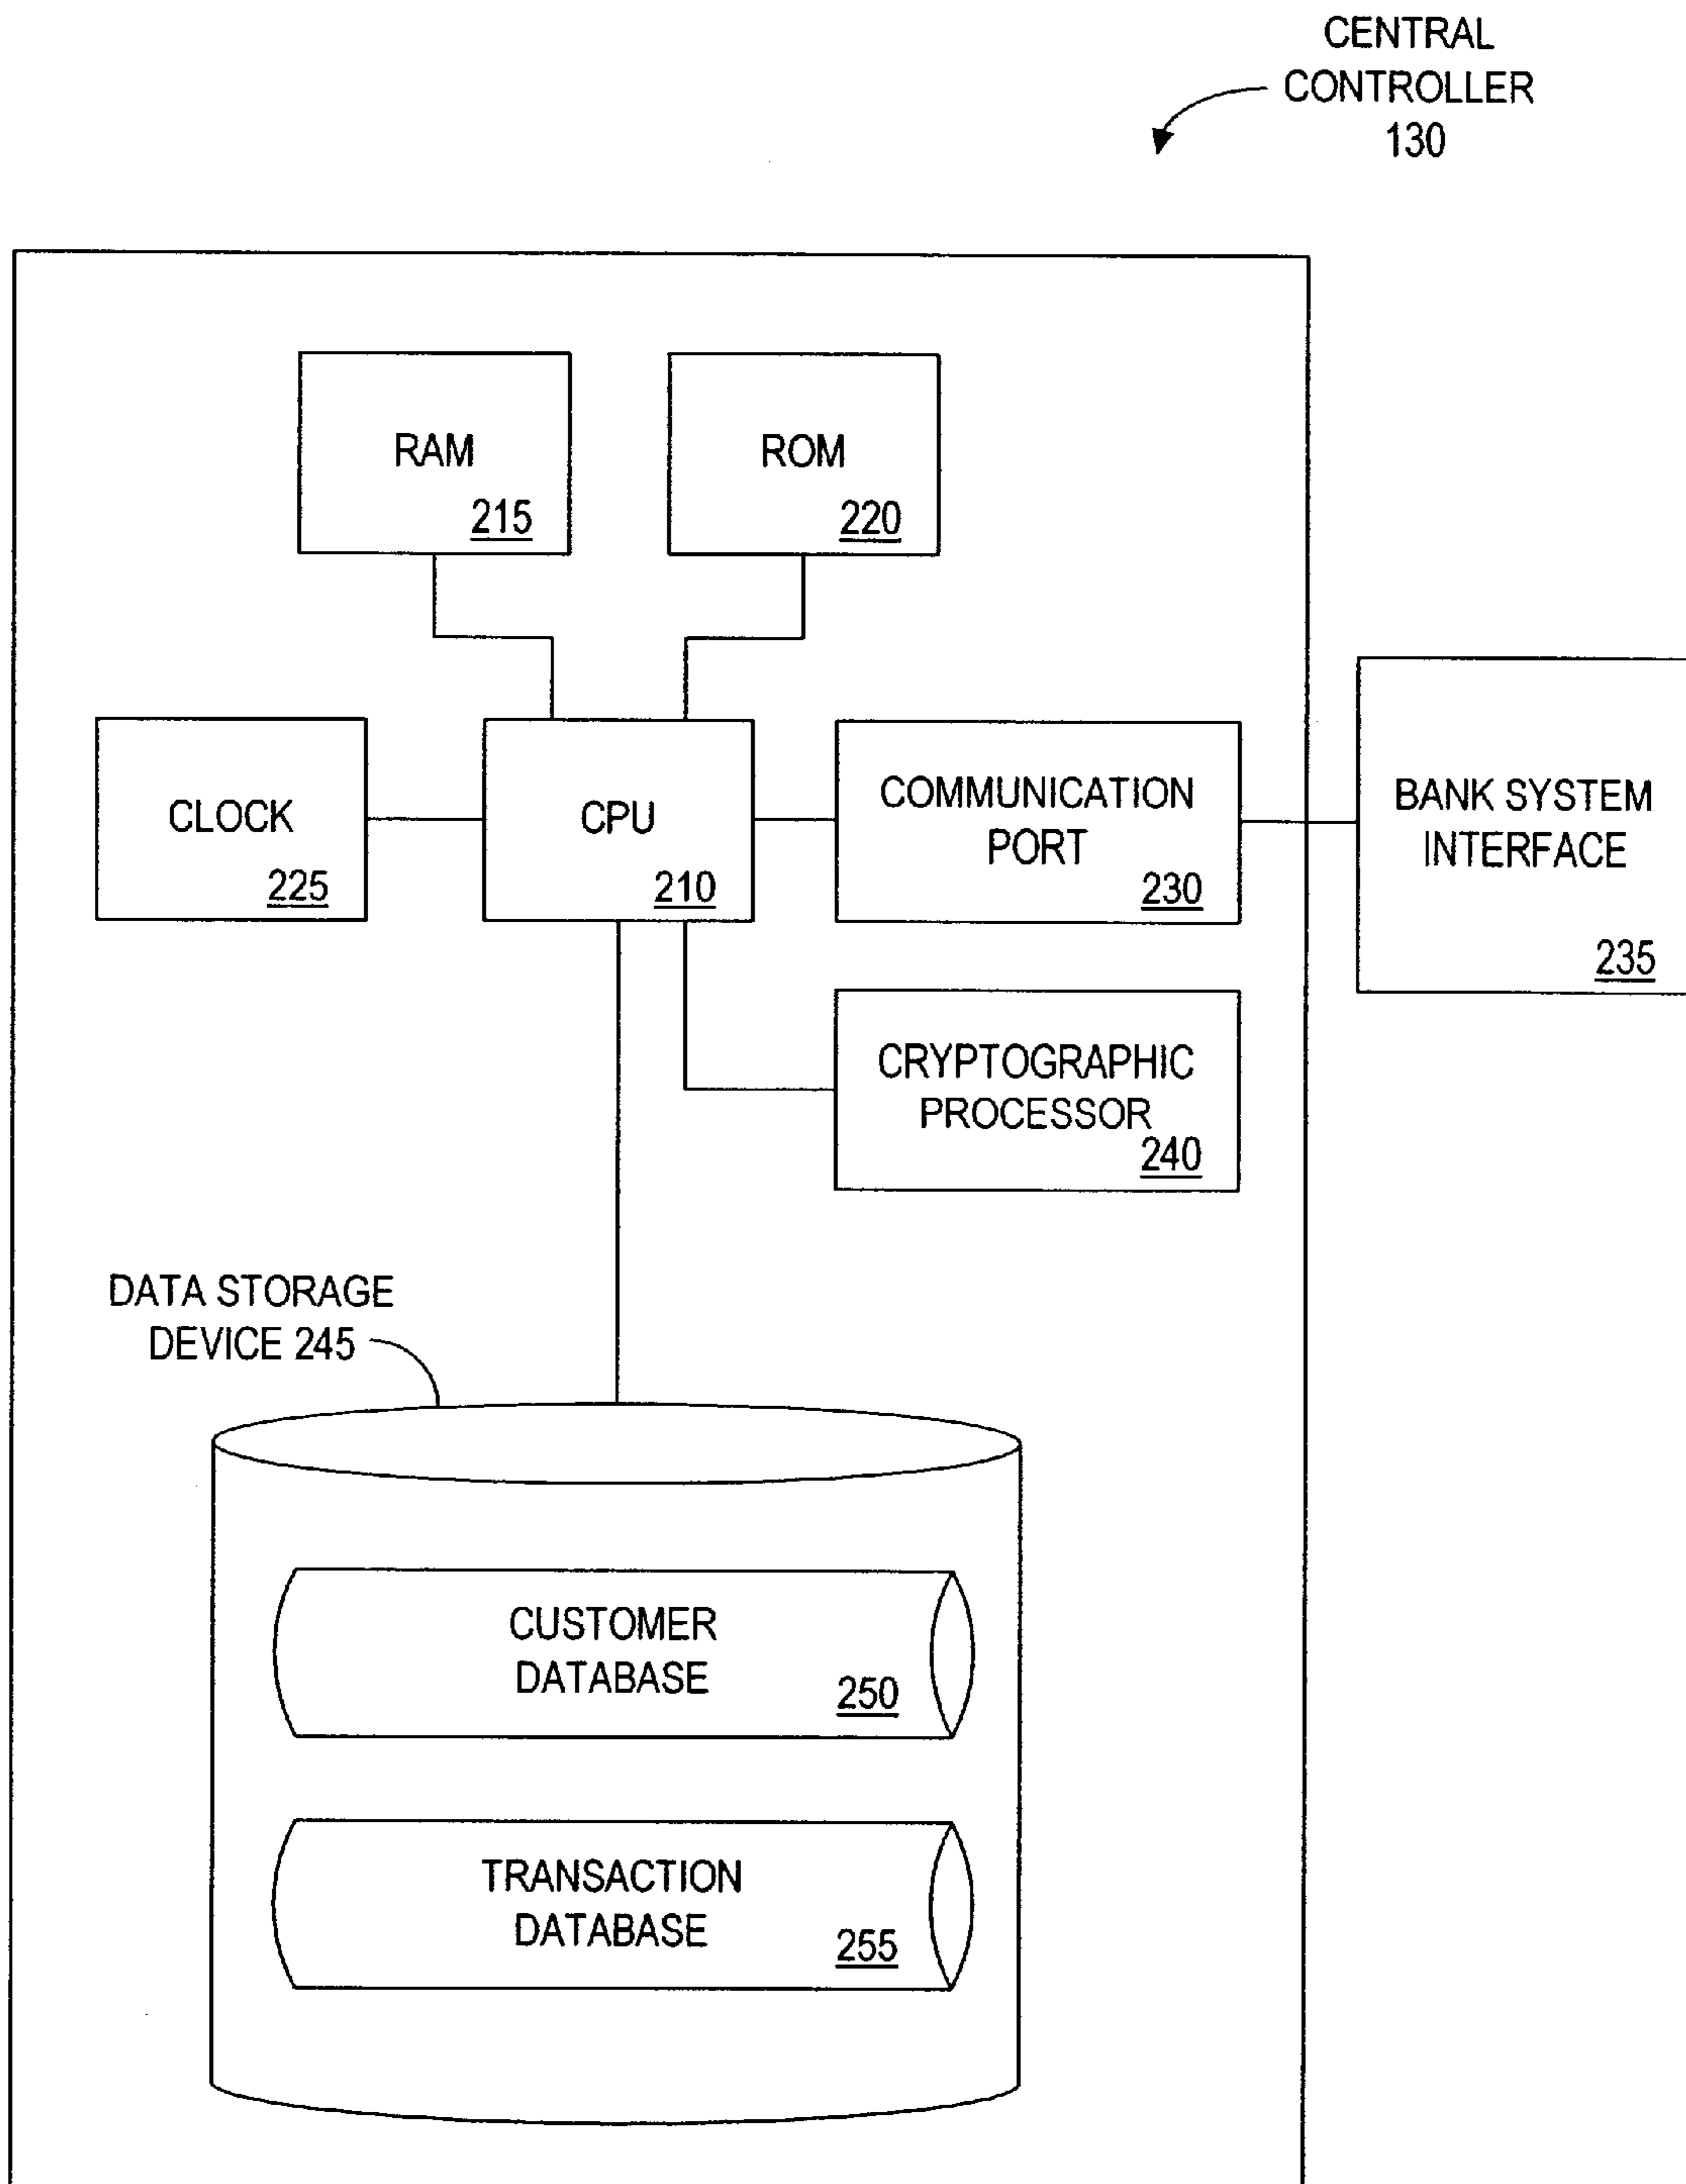 CENTRAL
CONTROLLER
130
RAM
215
ROM
220
CLOCK
225
CPU
210
COMMUNICATION
PORT
230
BANK SYSTEM
INTERFACE
235
CRYPTOGRAPHIC
PROCESSOR
240
DATA STORAGE
DEVICE 245
CUSTOMER
DATABASE
250
TRANSACTION
DATABASE
255